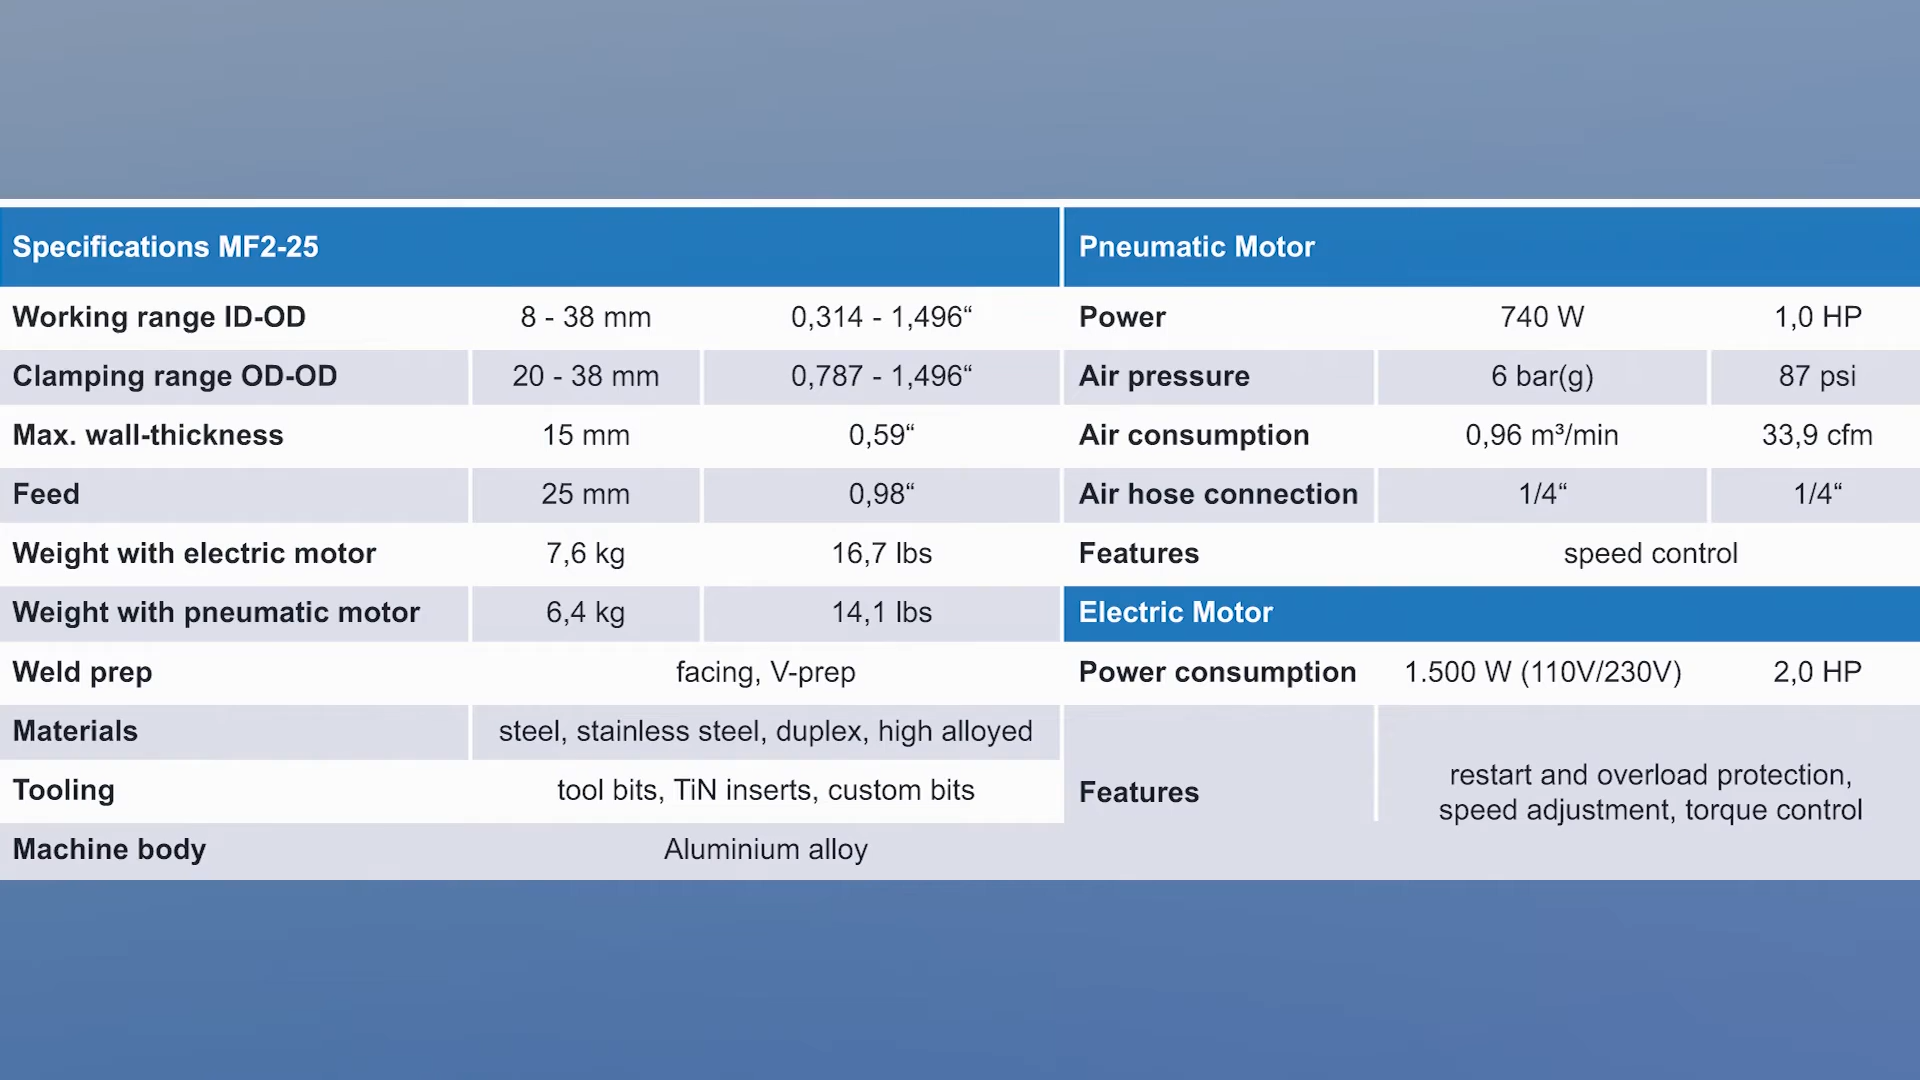 Specifications MF2-25
Working range ID-OD 8 - 38 mm 0,314 - 1,496“
Clamping range OD-OD 20 - 38 mm 0,787 - 1,496“
Max. wall-thickness 15 mm 0,59“
Feed 25 mm 0,98“
Weight with electric motor 7,6 kg 16,7 lbs
Weight with pneumatic motor 6,4 kg 14,1 lbs
Weld prep facing, V-prep
Materials steel, stainless steel, duplex, high alloyed
Tooling tool bits, TiN inserts, custom bits
Machine body Aluminium alloy
Pneumatic Motor
Power 740 W 1,0 HP
Air pressure 6 bar(g) 87 psi
Air consumption 0,96 m³/min 33,9 cfm
Air hose connection 1/4“ 1/4“
Features speed control
Electric Motor
Power consumption 1.500 W (110V/230V) 2,0 HP
Features restart and overload protection,
speed adjustment, torque control